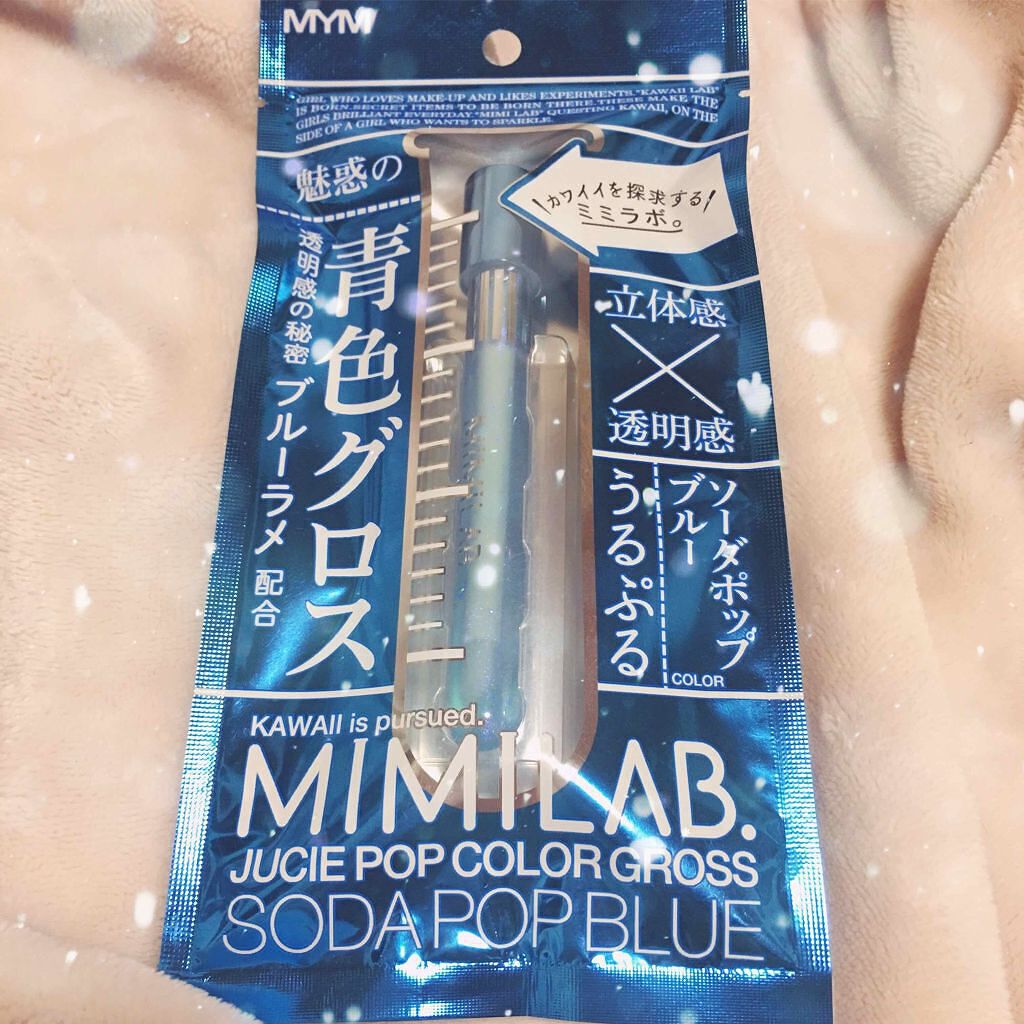 MYM
GIRL WHO LOVES MAKE-UP AND LIKES EXPERIMENTS."KAWAII LAB"
IS BORN.SECRET ITEMS TO BE BORN THERE.THESE MAKE THE
GIRLS BRILLIANT EVERYDAY."MIMI LAB" QUESTING KAWAII, ON THE
SIDE OF A GIRL WHO WANTS TO SPARKLE.
魅惑の
青色グロス
透明感の秘密 ブルーラメ 配合
カワイイを探求する
ミミラボ。
立体感
×
透明感
ソーダポップ
ブルー
COLOR
うるぷる
MIMILAB
KAWAII is pursued.
MIMILAB.
JUCIE POP COLOR GROSS
SODA POP BLUE